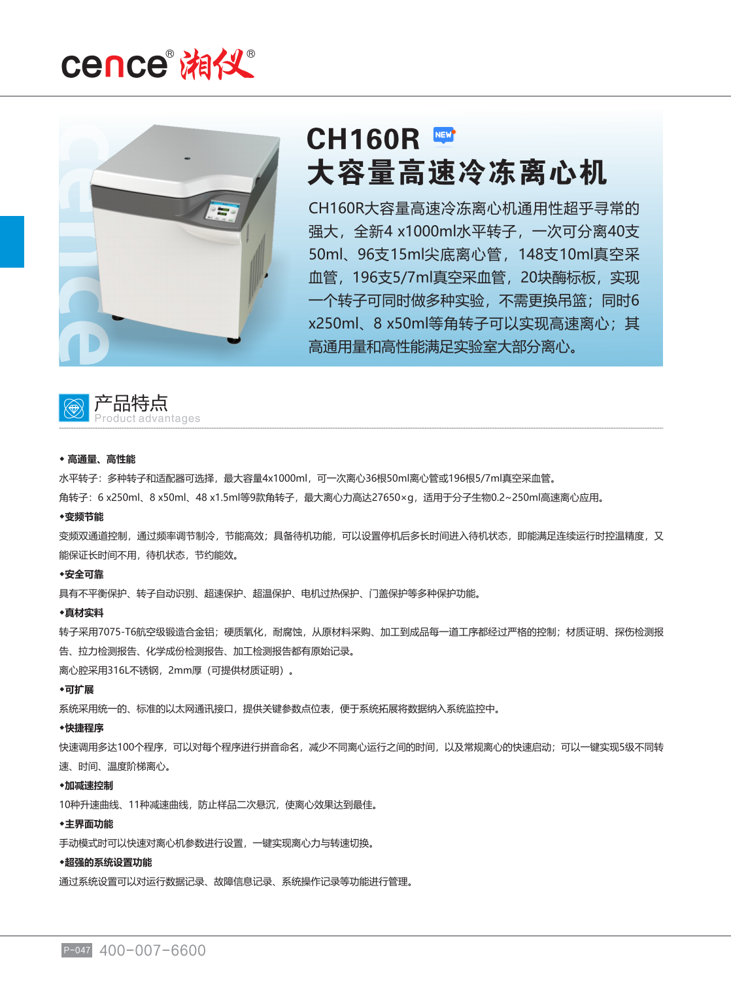 cence® 湘仪®
cence
CH160R NEW
大容量高速冷冻离心机
CH160R大容量高速冷冻离心机通用性超乎寻常的
强大，全新4 x1000ml水平转子，一次可分离40支
50ml、96支15ml尖底离心管，148支10ml真空采
血管，196支5/7ml真空采血管，20块酶标板，实现
一个转子可同时做多种实验，不需更换吊篮；同时6
x250ml、8 x50ml等角转子可以实现高速离心；其
高通用量和高性能满足实验室大部分离心。
产品特点
Product advantages
◆ 高通量、高性能
水平转子：多种转子和适配器可选择，最大容量4x1000ml，可一次离心36根50ml离心管或196根5/7ml真空采血管。
角转子：6 x250ml、8 x50ml、48 x1.5ml等9款角转子，最大离心力高达27650×g，适用于分子生物0.2~250ml高速离心应用。
◆变频节能
变频双通道控制，通过频率调节制冷，节能高效；具备待机功能，可以设置停机后多长时间进入待机状态，即能满足连续运行时控温精度，又
能保证长时间不用，待机状态，节约能效。
◆安全可靠
具有不平衡保护、转子自动识别、超速保护、超温保护、电机过热保护、门盖保护等多种保护功能。
◆真材实料
转子采用7075-T6航空级锻造合金铝；硬质氧化，耐腐蚀，从原材料采购、加工到成品每一道工序都经过严格的控制；材质证明、探伤检测报
告、拉力检测报告、化学成份检测报告、加工检测报告都有原始记录。
离心腔采用316L不锈钢，2mm厚（可提供材质证明）。
◆可扩展
系统采用统一的、标准的以太网通讯接口，提供关键参数点位表，便于系统拓展将数据纳入系统监控中。
◆快捷程序
快速调用多达100个程序，可以对每个程序进行拼音命名，减少不同离心运行之间的时间，以及常规离心的快速启动；可以一键实现5级不同转
速、时间、温度阶梯离心。
◆加减速控制
10种升速曲线、11种减速曲线，防止样品二次悬沉，使离心效果达到最佳。
◆主界面功能
手动模式时可以快速对离心机参数进行设置，一键实现离心力与转速切换。
◆超强的系统设置功能
通过系统设置可以对运行数据记录、故障信息记录、系统操作记录等功能进行管理。
P-047 400-007-6600